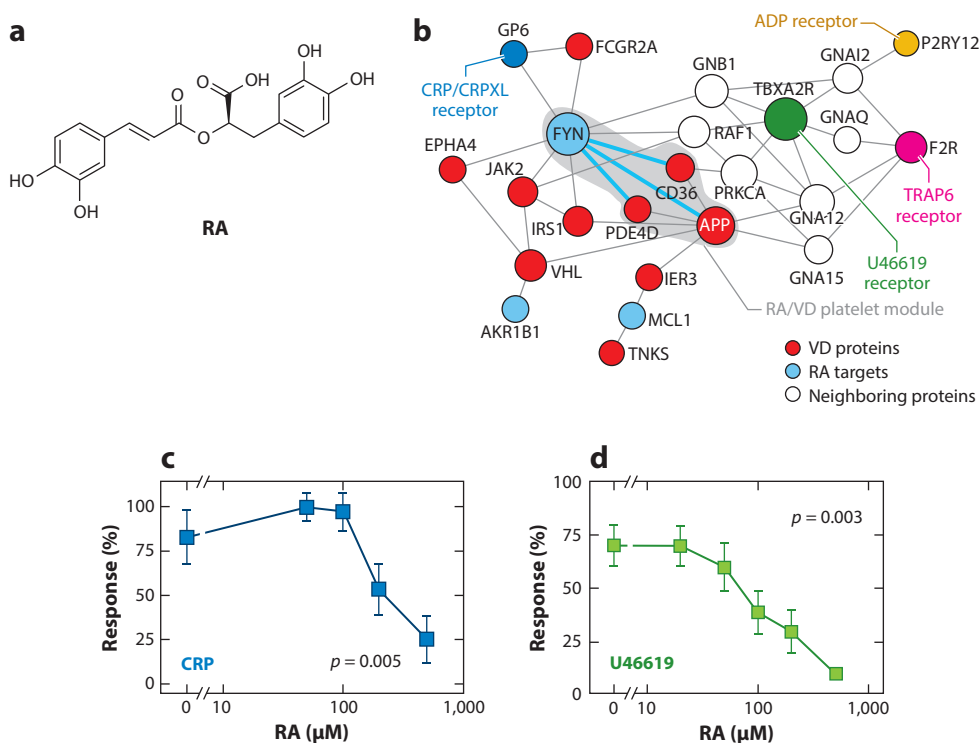 a
O
OH
O
O
HO
OH
OH
OH
RA
b
ADP receptor
GP6
FCGR2A
GNB1
GNAI2
P2RY12
CRP/CRPXL
receptor
TBXA2R
GNAQ
FYN
RAF1
F2R
EPHA4
JAK2
CD36
PRKCA
TRAP6
receptor
IRS1
PDE4D
APP
GNA12
VHL
GNA15
U46619
receptor
IER3
RA/VD platelet module
AKR1B1
MCL1
TNKS
VD proteins
RA targets
Neighboring proteins
c
Response (%)
100
75
50
25
0
CRP
p = 0.005
0
10
100
1,000
RA (μM)
d
Response (%)
100
75
50
25
0
p = 0.003
U46619
0
10
100
1,000
RA (μM)